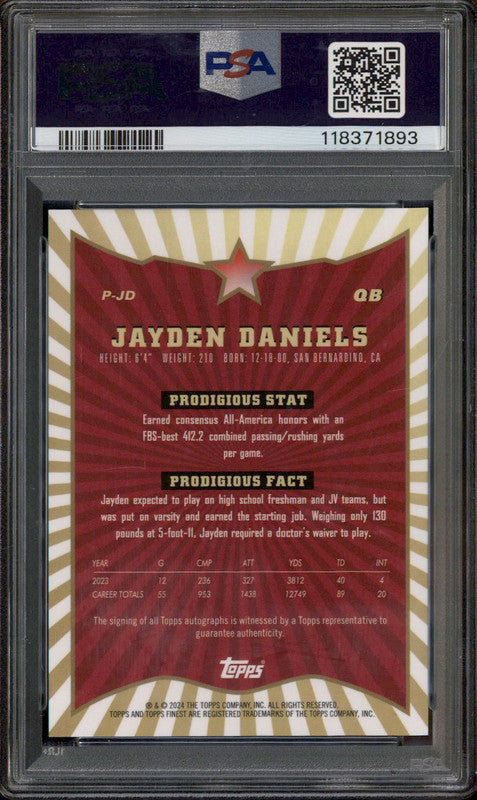 PSA
118371893
P-JD
QB
JAYDEN DANIELS
HEIGHT: 6'4" WEIGHT: 210 BORN: 12-18-00, SAN BERNARDINO, CA
PRODIGIOUS STAT
Earned consensus All-America honors with an
FBS-best 412.2 combined passing/rushing yards
per game.
PRODIGIOUS FACT
Jayden expected to play on high school freshman and JV teams, but
was put on varsity and earned the starting job. Weighing only 130
pounds at 5-foot-11, Jayden required a doctor's waiver to play.
YEAR G CMP ATT YDS TD INT
2023 12 236 327 3812 40 4
CAREER TOTALS 55 953 1438 12749 89 20
The signing of all Topps autographs is witnessed by a Topps representative to
guarantee authenticity.
Topps
® & © 2024 THE TOPPS COMPANY, INC. ALL RIGHTS RESERVED.
TOPPS AND TOPPS FINEST ARE REGISTERED TRADEMARKS OF THE TOPPS COMPANY, INC.
PSA